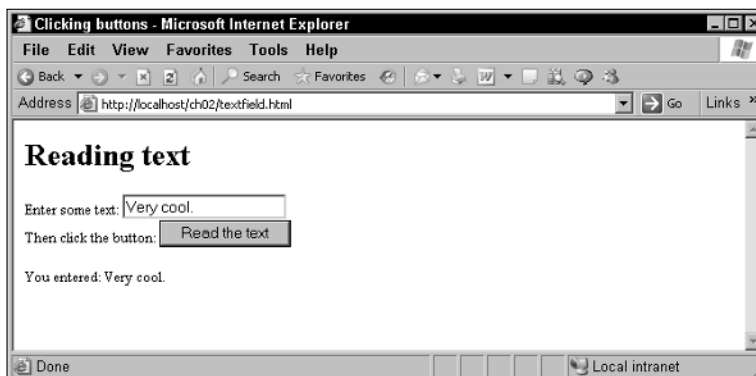 Clicking buttons - Microsoft Internet Explorer
File Edit View Favorites Tools Help
Back Search Favorites
Address http://localhost/ch02/textfield.html Go Links »
Reading text
Enter some text: Very cool.
Then click the button: Read the text
You entered: Very cool.
Done Local intranet